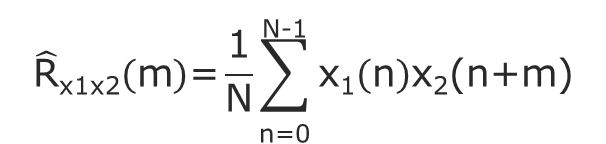 R̂x1x2(m)=1/N N-1∑n=0 x₁(n)x₂(n+m)